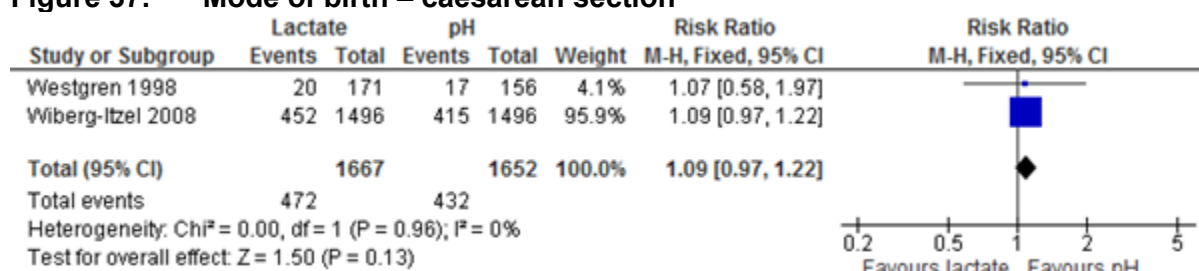 Figure 37: Mode of birth – caesarean section
Lactate pH Risk Ratio Risk Ratio
Study or Subgroup Events Total Events Total Weight M-H, Fixed, 95% CI M-H, Fixed, 95% CI
Westgren 1998 20 171 17 156 4.1% 1.07 [0.58, 1.97]
Wiberg-Itzel 2008 452 1496 415 1496 95.9% 1.09 [0.97, 1.22]
Total (95% CI) 1667 1652 100.0% 1.09 [0.97, 1.22]
Total events 472 432
Heterogeneity: Chi² = 0.00, df = 1 (P = 0.96); I² = 0%
Test for overall effect: Z = 1.50 (P = 0.13)
0.2 0.5 1 2 5
Favours lactate Favours pH